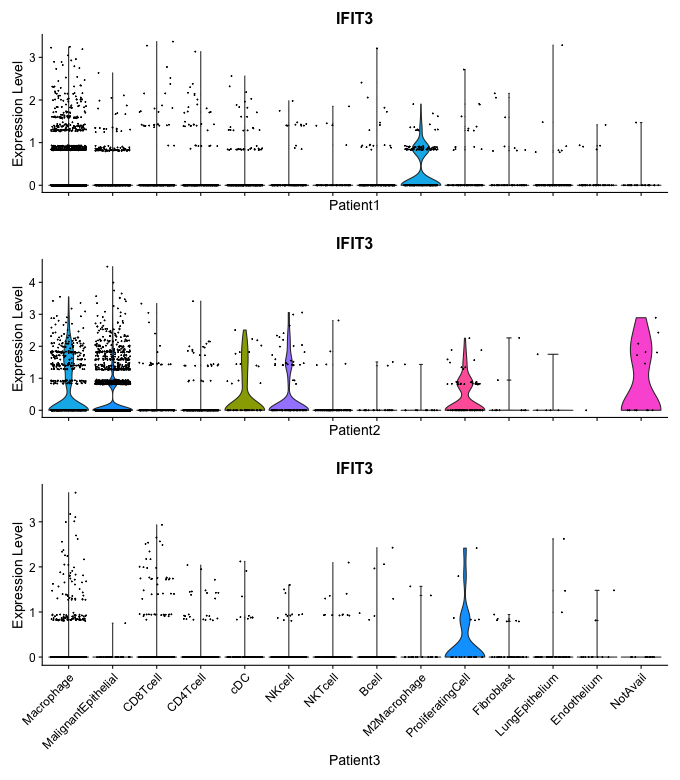 IFIT3
Expression Level
3
2
1
0
Patient1
IFIT3
Expression Level
4
3
2
1
0
Patient2
IFIT3
Expression Level
3
2
1
0
Macrophage
MalignantEpithelial
CD8Tcell
CD4Tcell
cDC
NKcell
NKTcell
Bcell
M2Macrophage
ProliferatingCell
Fibroblast
LungEpithelium
Endothelium
NotAvail
Patient3